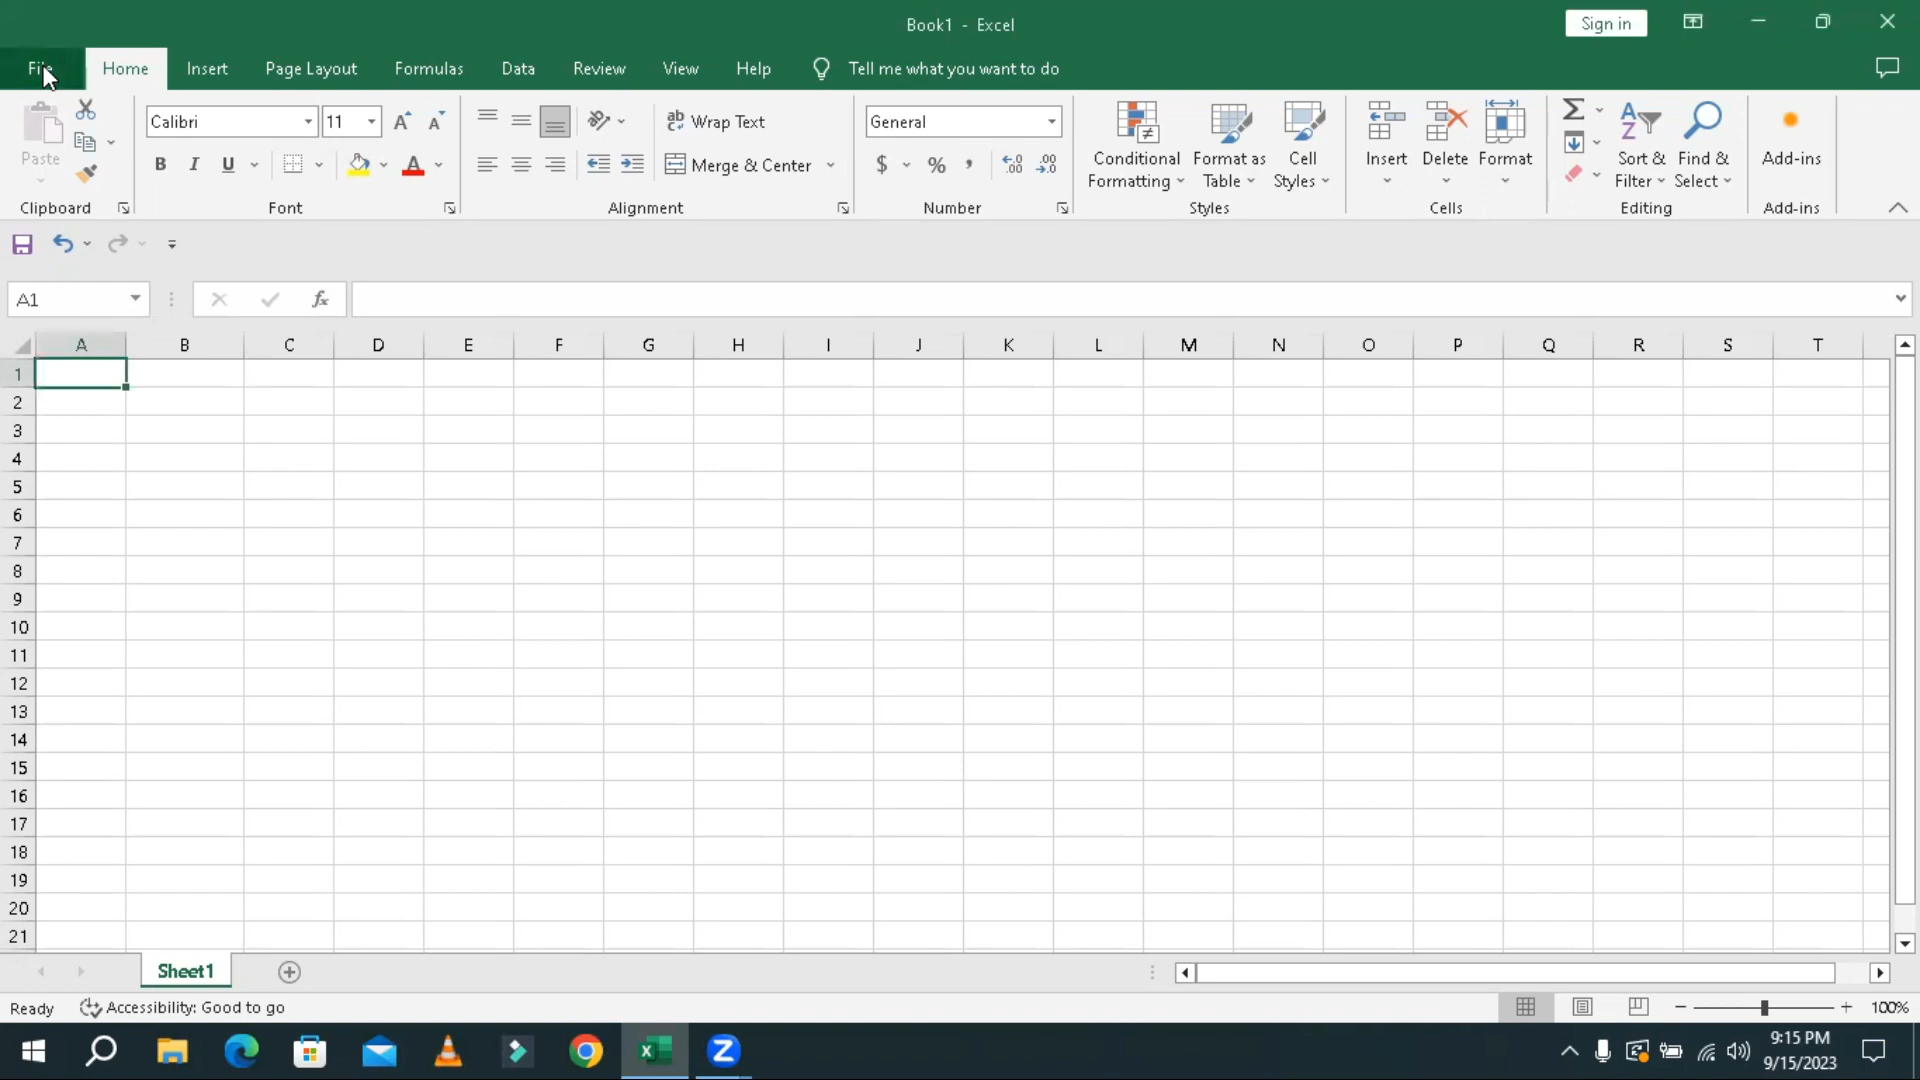 Book1 - Excel
Sign in
File Home Insert Page Layout Formulas Data Review View Help Tell me what you want to do
Paste
Clipboard
Calibri 11
B I U
Font
Wrap Text
Merge & Center
Alignment
General
$ % ,
Number
Conditional Formatting
Format as Table
Cell Styles
Styles
Insert Delete Format
Cells
Sort & Filter
Find & Select
Editing
Add-ins
Add-ins
A1
fx
A B C D E F G H I J K L M N O P Q R S T
1
2
3
4
5
6
7
8
9
10
11
12
13
14
15
16
17
18
19
20
21
Sheet1
Ready Accessibility: Good to go 100%
9:15 PM
9/15/2023